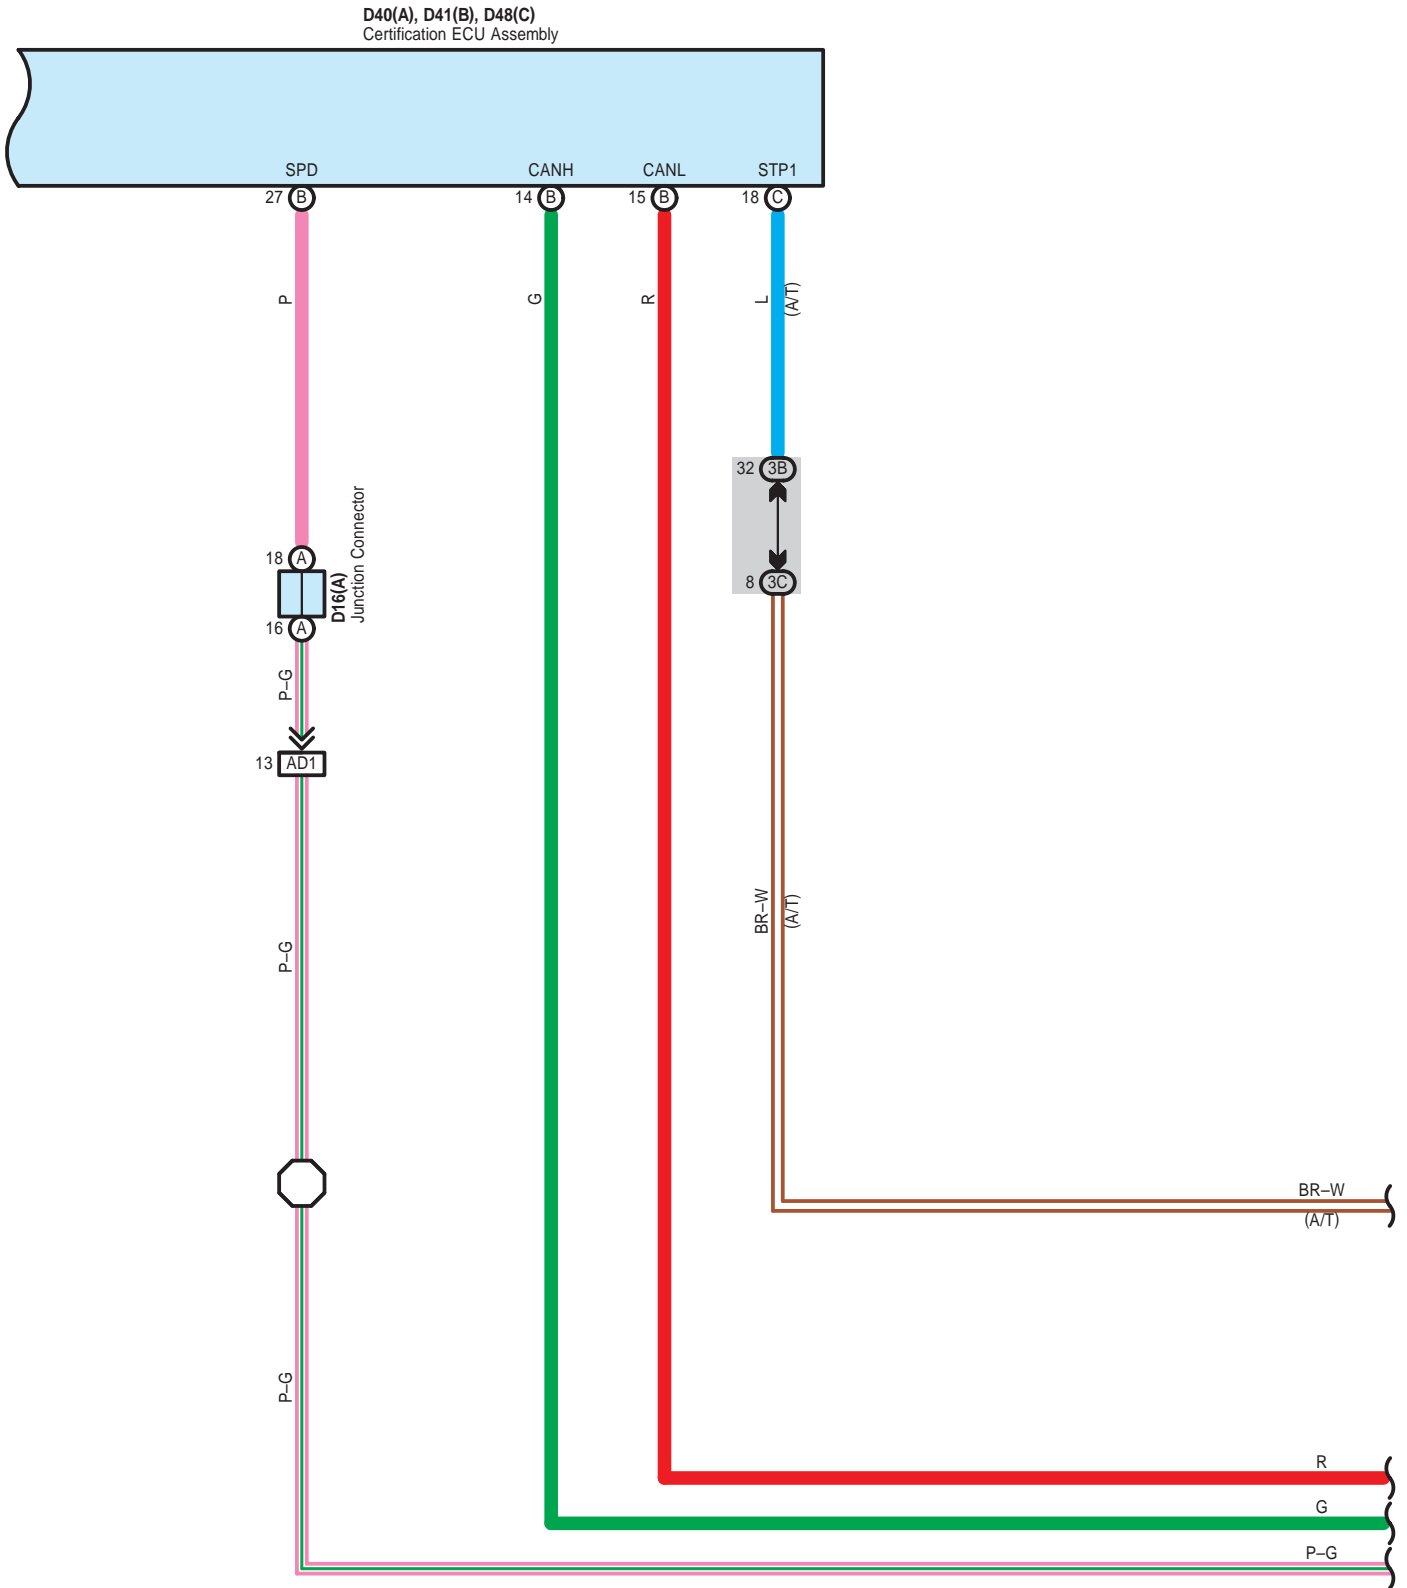 D40(A), D41(B), D48(C)
Certification ECU Assembly
SPD
CANH
CANL
STP1
27 B
14 B
15 B
18 C
P
G
R
L
(A/T)
32 3B
8 3C
18 A
D16(A)
Junction Connector
16 A
P–G
13 AD1
BR–W
(A/T)
P–G
BR–W
(A/T)
P–G
R
G
P–G